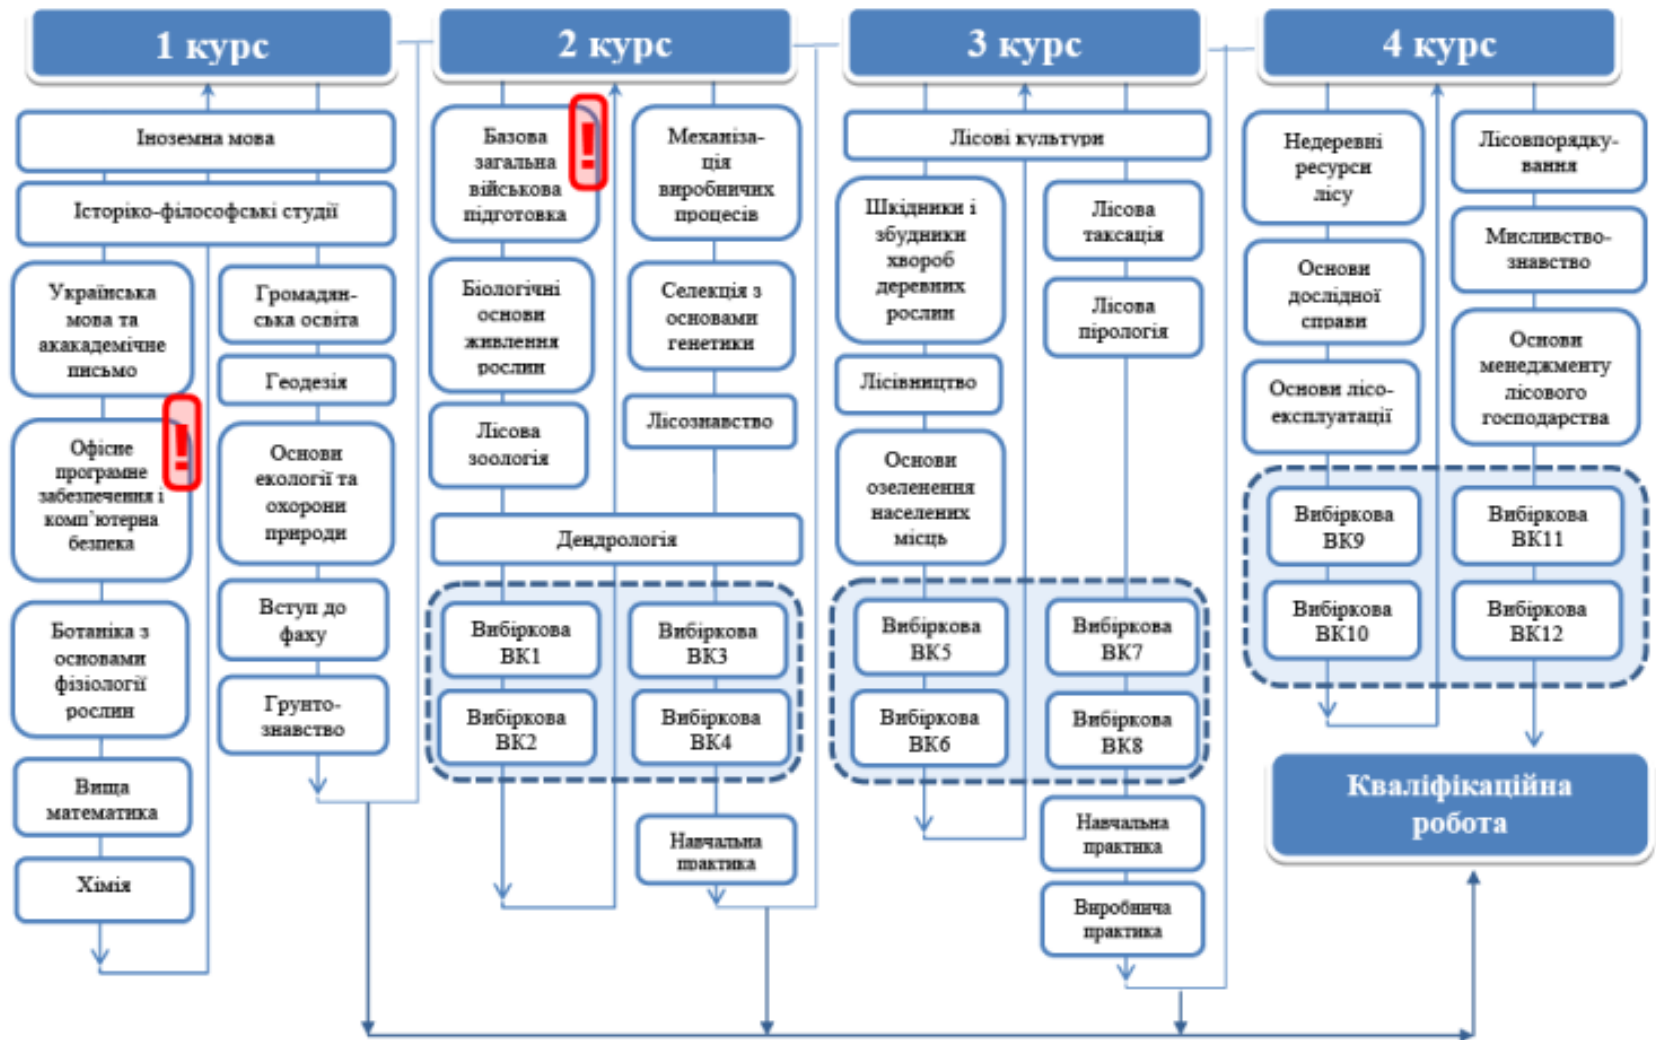 1 курс
Іноземна мова
Історіко-філософські студії
Українська
мова та
акакадемічне
письмо
Офісне
програмне
забезпечення і
комп'ютерна
безпека
Ботаніка з
основами
фізіології
рослин
Вища
математика
Хімія
Громадян-
ська освіта
Геодезія
Основи
екології та
охорони
природи
Вступ до
фаху
Грунто-
знавство
2 курс
Базова
загальна
військова
підготовка
Біологічні
основи
живлення
рослин
Лісова
зоологія
Механіза-
ція
виробничих
процесів
Селекція з
основами
генетики
Лісознавство
Дендрологія
Вибіркова
ВК1
Вибіркова
ВК2
Вибіркова
ВК3
Вибіркова
ВК4
Навчальна
практика
3 курс
Лісові культури
Шкідники і
збудники
хвороб
деревних
рослин
Лісівництво
Основи
озеленення
населених
місць
Вибіркова
ВК5
Вибіркова
ВК6
Лісова
таксація
Лісова
пірологія
Вибіркова
ВК7
Вибіркова
ВК8
Навчальна
практика
Виробнича
практика
4 курс
Недеревні
ресурси
лісу
Основи
дослідної
справи
Основи лісо-
експлуатації
Вибіркова
ВК9
Вибіркова
ВК10
Лісовпорядку-
вання
Мисливство-
знавство
Основи
менеджменту
лісового
господарства
Вибіркова
ВК11
Вибіркова
ВК12
Кваліфікаційна
робота
!
!